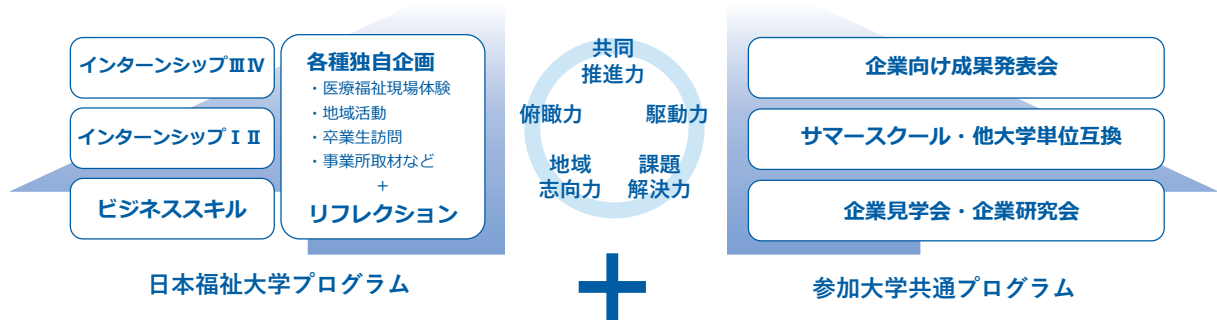 インターンシップⅢⅣ
インターンシップⅠⅡ
ビジネススキル
各種独自企画
・医療福祉現場体験
・地域活動
・卒業生訪問
・事業所取材など
+
リフレクション
日本福祉大学プログラム
共同
推進力
俯瞰力
駆動力
地域
志向力
課題
解決力
+
企業向け成果発表会
サマースクール・他大学単位互換
企業見学会・企業研究会
参加大学共通プログラム